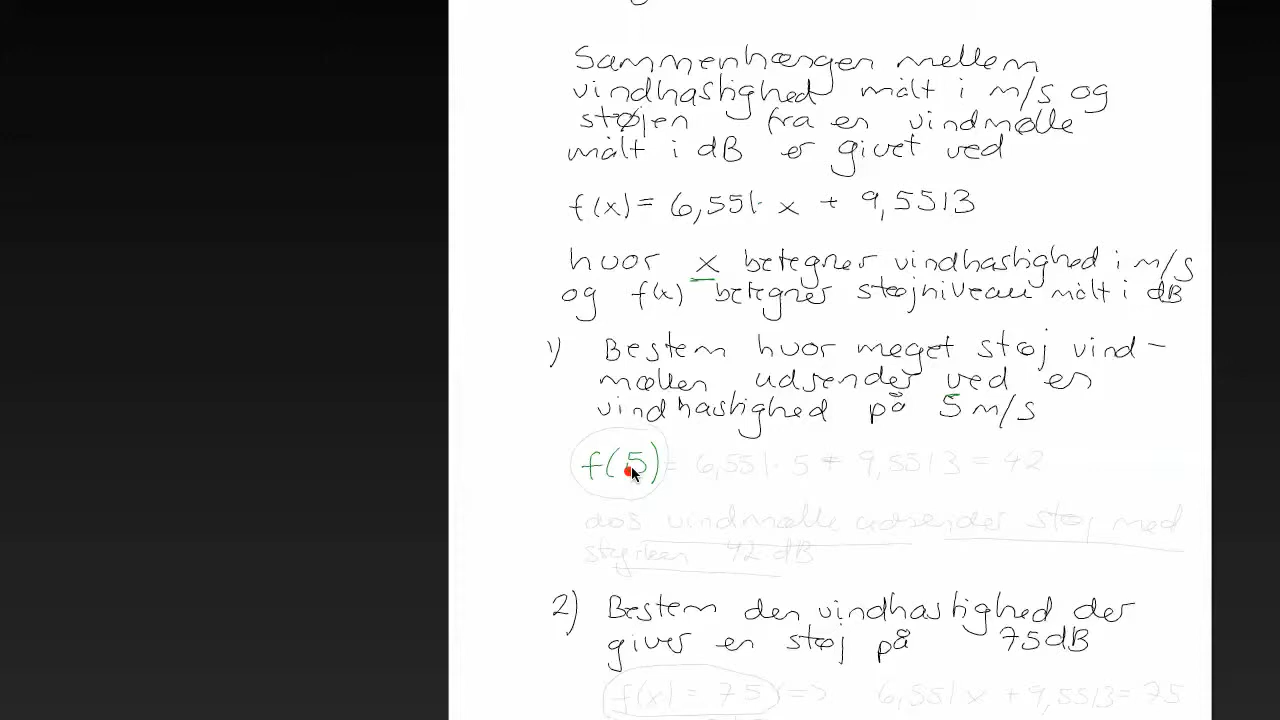 Sammenhængen mellem
vindhastighed målt i m/s og
støjen fra en vindmølle
målt i dB er givet ved
f(x) = 6,551· x + 9,5513
hvor x betegner vindhastighed i m/s
og f(x) betegner støjniveau målt i dB
1) Bestem hvor meget støj vind-
møllen udsender ved en
vindhastighed på 5 m/s
f(5) = 6,551 · 5 + 9,5513 = 42
dvs vindmølle udsender støj med
styrken 42 dB
2) Bestem den vindhastighed der
giver en støj på 75dB
f(x) = 75 <=> 6,551x + 9,5513 = 75